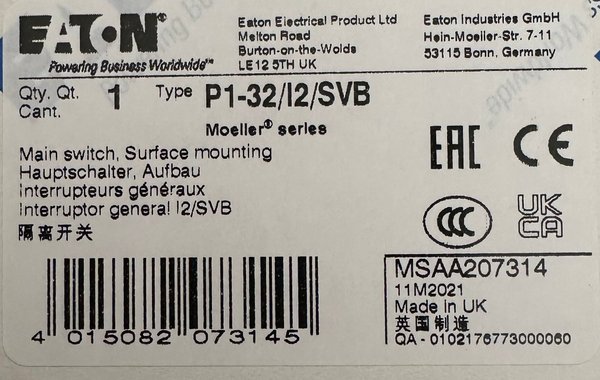 EATON
Powering Business Worldwide™
Eaton Electrical Product Ltd
Melton Road
Burton-on-the-Wolds
LE12 5TH UK
Eaton Industries GmbH
Hein-Moeller-Str. 7-11
53115 Bonn, Germany
Qty. Qt.
Cant.
1
Type
P1-32/I2/SVB
Moeller® series
Main switch, Surface mounting
Hauptschalter, Aufbau
Interrupteurs généraux
Interruptor general I2/SVB
隔离开关
EAC CE
CCC
UK
CA
MSAA207314
11M2021
Made in UK
英国制造
QA - 0102176773000060
4 015082 073145